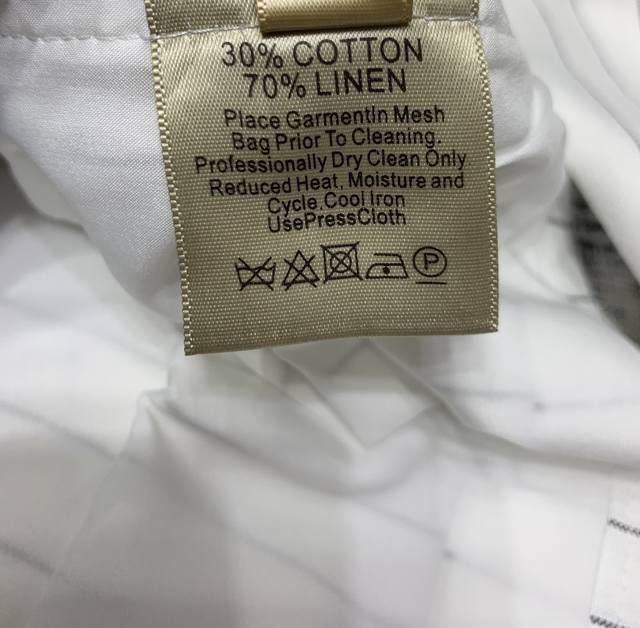 30% COTTON
70% LINEN
Place GarmentIn Mesh
Bag Prior To Cleaning.
Professionally Dry Clean Only
Reduced Heat, Moisture and
Cycle,Cool Iron
UsePressCloth
P